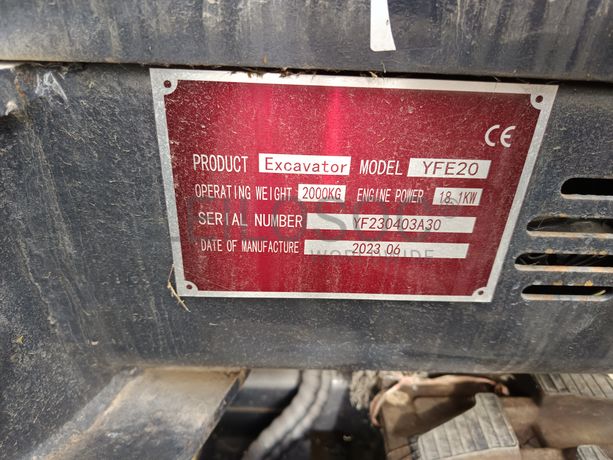 CE
PRODUCT Excavator MODEL YFE20
OPERATING WEIGHT 2000KG ENGINE POWER 18.1KW
SERIAL NUMBER YF230403A30
DATE OF MANUFACTURE 2023 06